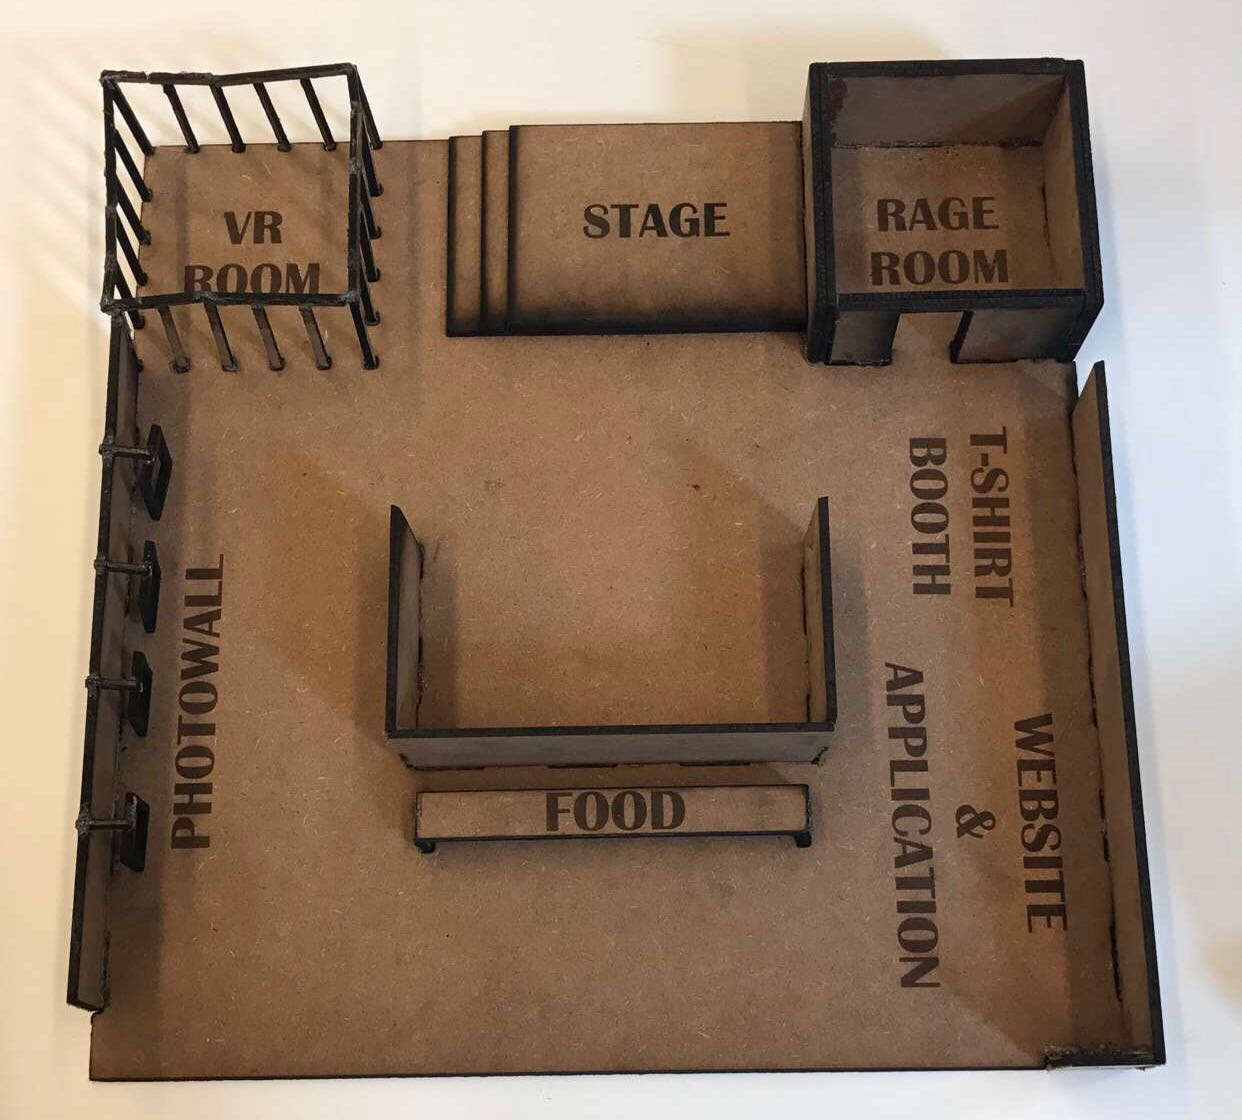 VR
ROOM
STAGE
RAGE
ROOM
T-SHIRT
BOOTH
PHOTOWALL
WEBSITE
&
APPLICATION
FOOD